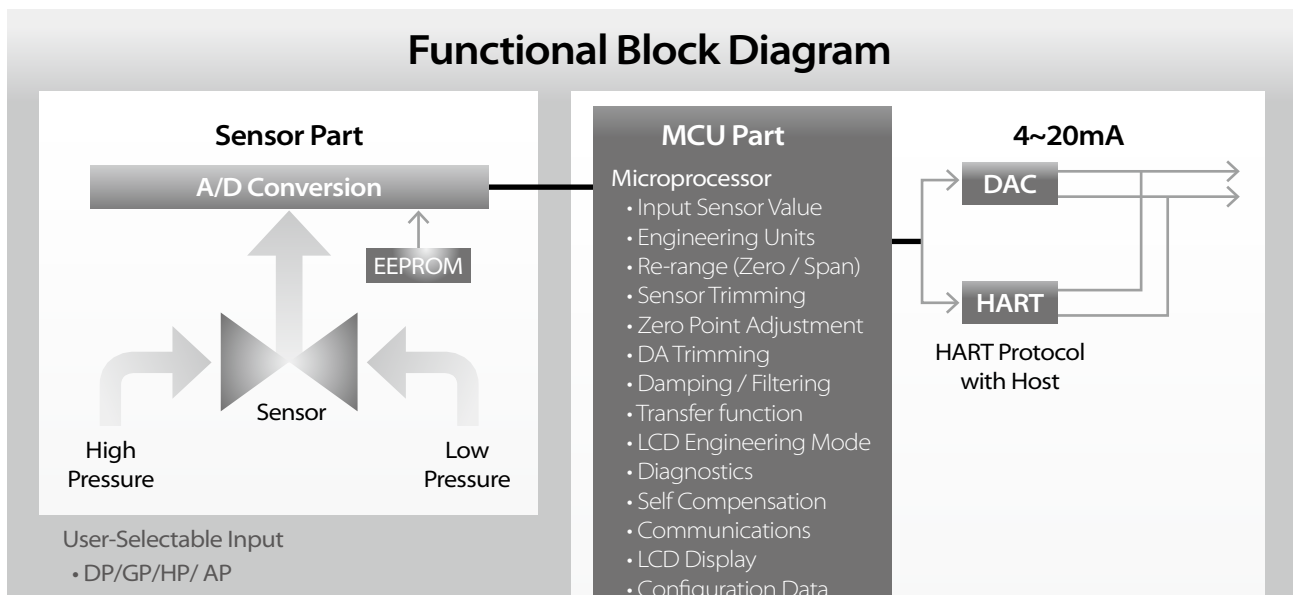 Functional Block Diagram
Sensor Part
A/D Conversion
EEPROM
Sensor
High
Pressure
Low
Pressure
User-Selectable Input
• DP/GP/HP/ AP
MCU Part
Microprocessor
• Input Sensor Value
• Engineering Units
• Re-range (Zero / Span)
• Sensor Trimming
• Zero Point Adjustment
• DA Trimming
• Damping / Filtering
• Transfer function
• LCD Engineering Mode
• Diagnostics
• Self Compensation
• Communications
• LCD Display
• Configuration Data
4~20mA
DAC
HART
HART Protocol
with Host